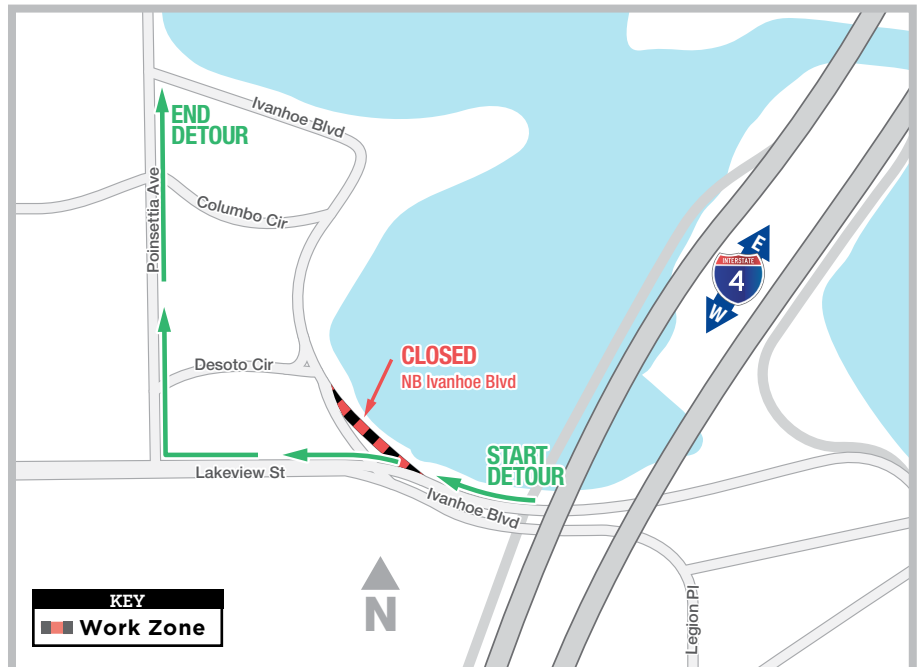 END
DETOUR
Ivanhoe Blvd
Poinsettia Ave
Columbo Cir
E
INTERSTATE
4
W
Desoto Cir
CLOSED
NB Ivanhoe Blvd
START
DETOUR
Lakeview St
Ivanhoe Blvd
N
Legion Pl
KEY
Work Zone